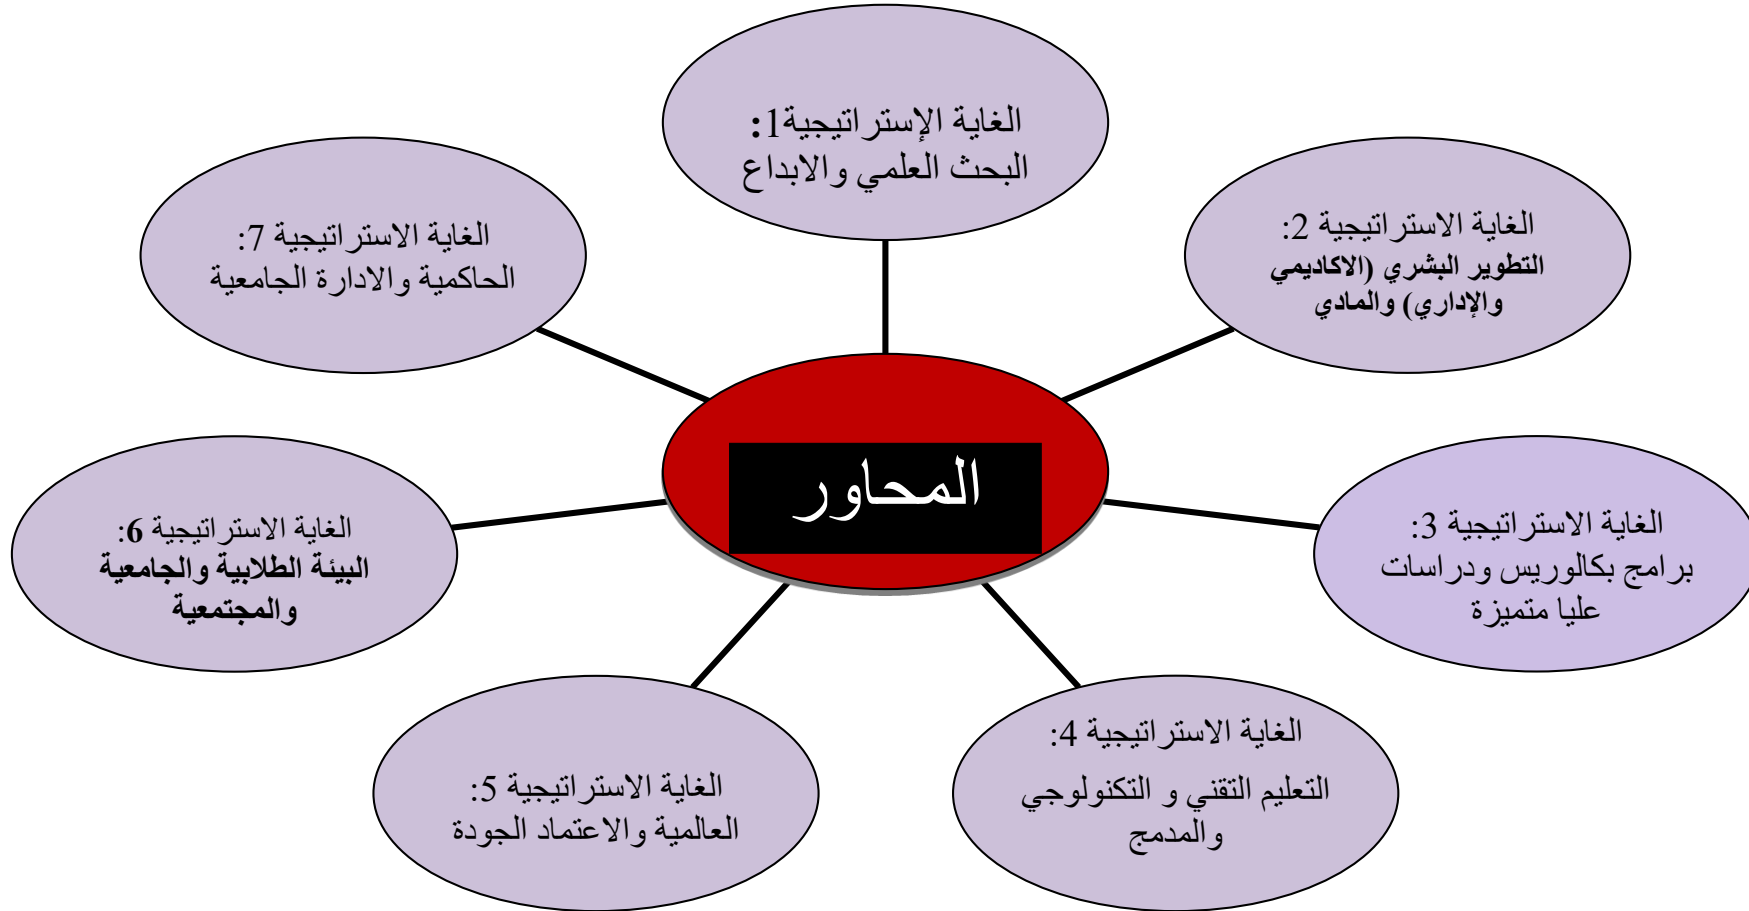 الغاية الإستراتيجية1:
البحث العلمي والابداع
الغاية الاستراتيجية 2:
التطوير البشري (الاكاديمي
والإداري) والمادي
الغاية الاستراتيجية 3:
برامج بكالوريس ودراسات
عليا متميزة
الغاية الاستراتيجية 4:
التعليم التقني و التكنولوجي
والمدمج
الغاية الاستراتيجية 5:
العالمية والاعتماد الجودة
الغاية الاستراتيجية 6:
البيئة الطلابية والجامعية
والمجتمعية
الغاية الاستراتيجية 7:
الحاكمية والادارة الجامعية
المحاور